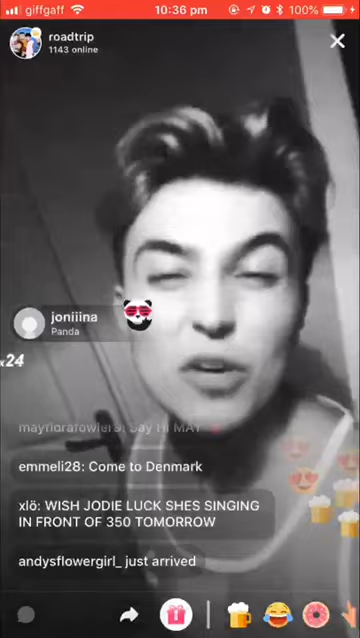 giffgaff 10:36 pm 100%
roadtrip
1143 online
joniiina
Panda
x24
Say HI MAY
emmeli28: Come to Denmark
xlö: WISH JODIE LUCK SHES SINGING
IN FRONT OF 350 TOMORROW
andysflowergirl_ just arrived